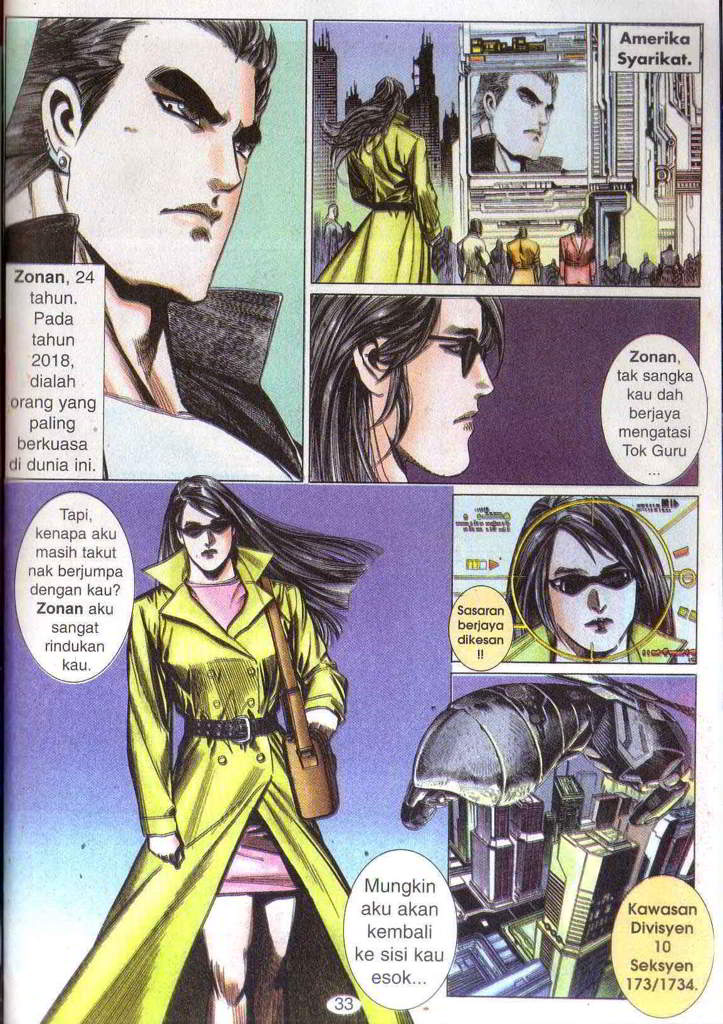 Zonan, 24
tahun.
Pada
tahun
2018,
dialah
orang yang
paling
berkuasa
di dunia ini.
Amerika
Syarikat.
Zonan,
tak sangka
kau dah
berjaya
mengatasi
Tok Guru
...
Tapi,
kenapa aku
masih takut
nak berjumpa
dengan kau?
Zonan aku
sangat
rindukan
kau.
Mungkin
aku akan
kembali
ke sisi kau
esok...
Sasaran
berjaya
dikesan
!!
Kawasan
Divisyen
10
Seksyen
173/1734.
33